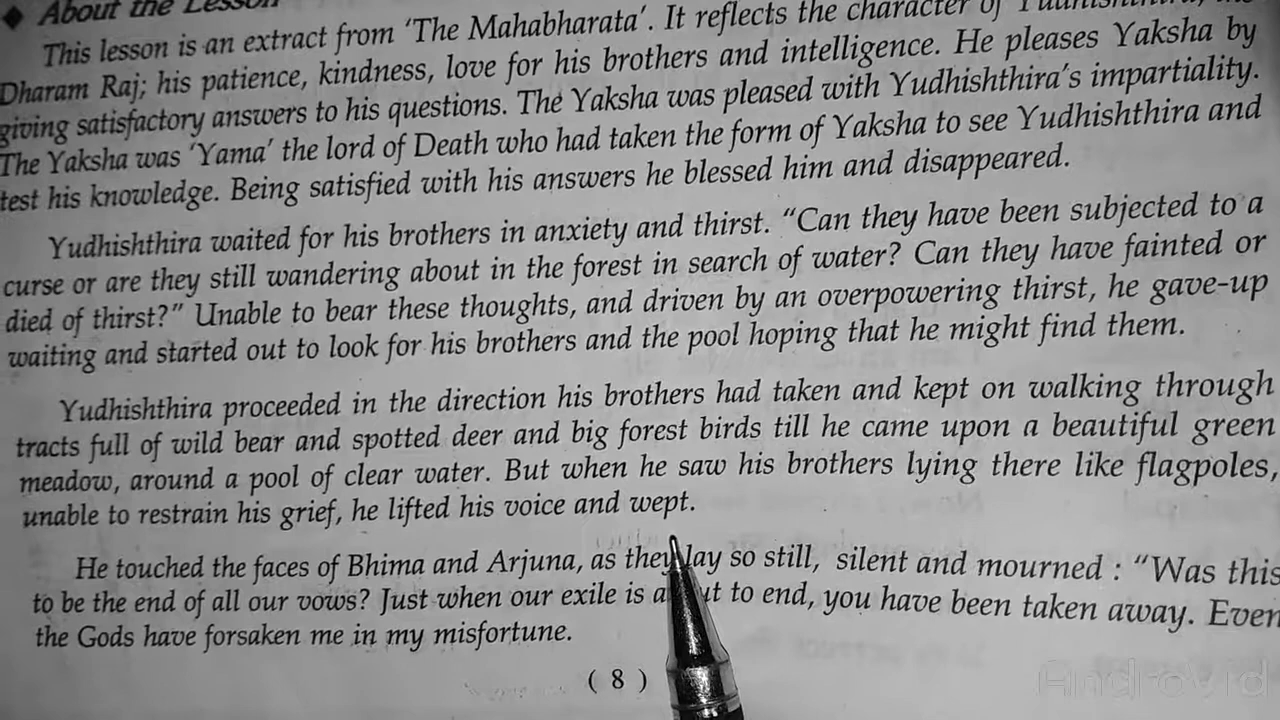 ◆ About the Lesson
This lesson is an extract from 'The Mahabharata'. It reflects the character of Yudhishthira, the
Dharam Raj; his patience, kindness, love for his brothers and intelligence. He pleases Yaksha by
giving satisfactory answers to his questions. The Yaksha was pleased with Yudhishthira's impartiality.
The Yaksha was 'Yama' the lord of Death who had taken the form of Yaksha to see Yudhishthira and
test his knowledge. Being satisfied with his answers he blessed him and disappeared.
Yudhishthira waited for his brothers in anxiety and thirst. "Can they have been subjected to a
curse or are they still wandering about in the forest in search of water? Can they have fainted or
died of thirst?" Unable to bear these thoughts, and driven by an overpowering thirst, he gave-up
waiting and started out to look for his brothers and the pool hoping that he might find them.
Yudhishthira proceeded in the direction his brothers had taken and kept on walking through
tracts full of wild bear and spotted deer and big forest birds till he came upon a beautiful green
meadow, around a pool of clear water. But when he saw his brothers lying there like flagpoles,
unable to restrain his grief, he lifted his voice and wept.
He touched the faces of Bhima and Arjuna, as they lay so still, silent and mourned : "Was this
to be the end of all our vows? Just when our exile is about to end, you have been taken away. Even
the Gods have forsaken me in my misfortune.
( 8 )
Androvid